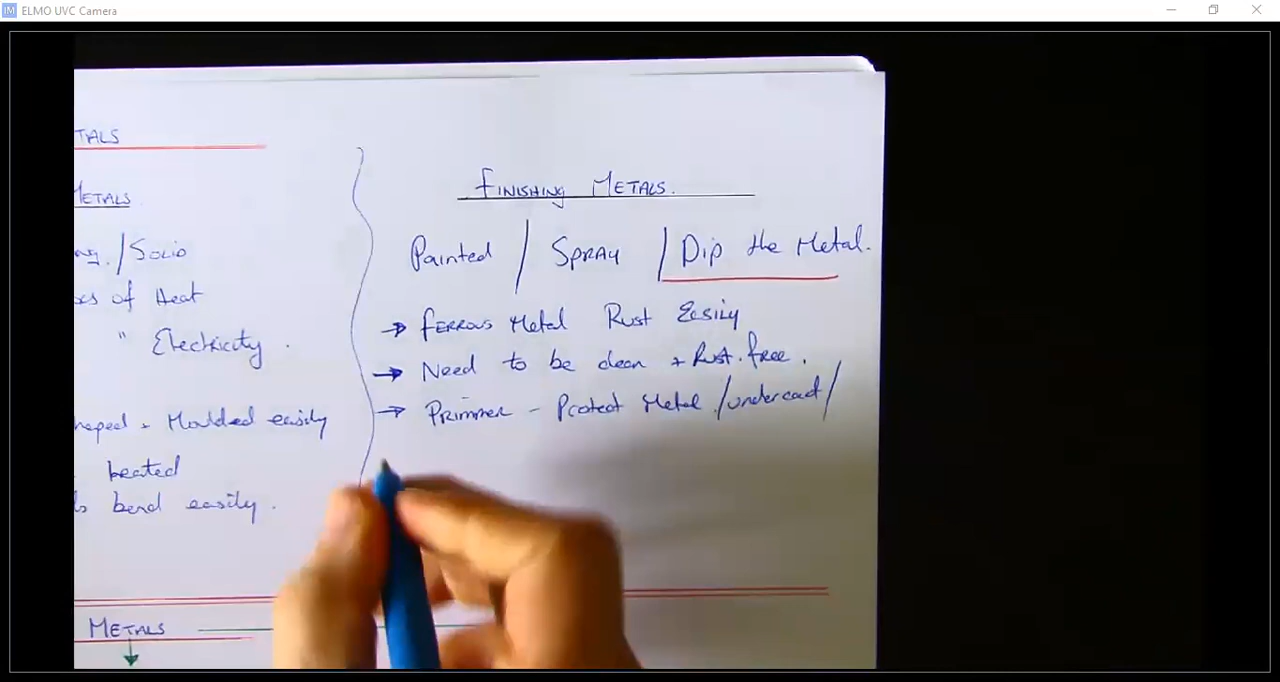 ELMO UVC Camera
TALS
METALS
/Solid
of Heat
" Electricity.
haped + Moulded easily
heated
bend easily.
METALS
FINISHING METALS.
Painted / SPRAY / Dip the Metal.
→ FERROUS Metal Rust Easily
→ Need to be clean + Rust.free.
→ PRIMMER - Protect Metal /undercoat/